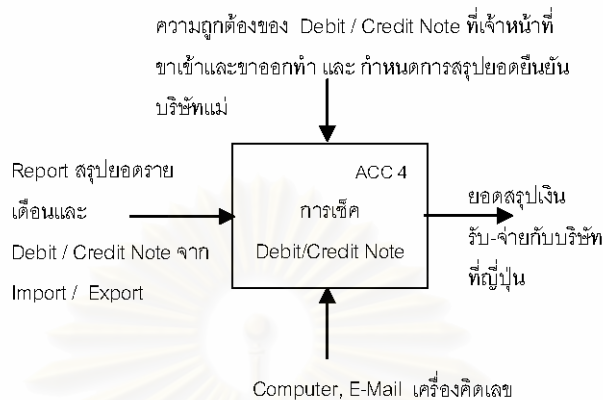 ความถูกต้องของ Debit / Credit Note ที่เจ้าหน้าที่
ขาเข้าและขาออกทำ และ กำหนดการสรุปยอดยืนยัน
บริษัทแม่
Report สรุปยอดราย
เดือนและ
Debit / Credit Note จาก
Import / Export
ACC 4
การเช็ค
Debit/Credit Note
ยอดสรุปเงิน
รับ-จ่ายกับบริษัท
ที่ญี่ปุ่น
Computer, E-Mail เครื่องคิดเลข